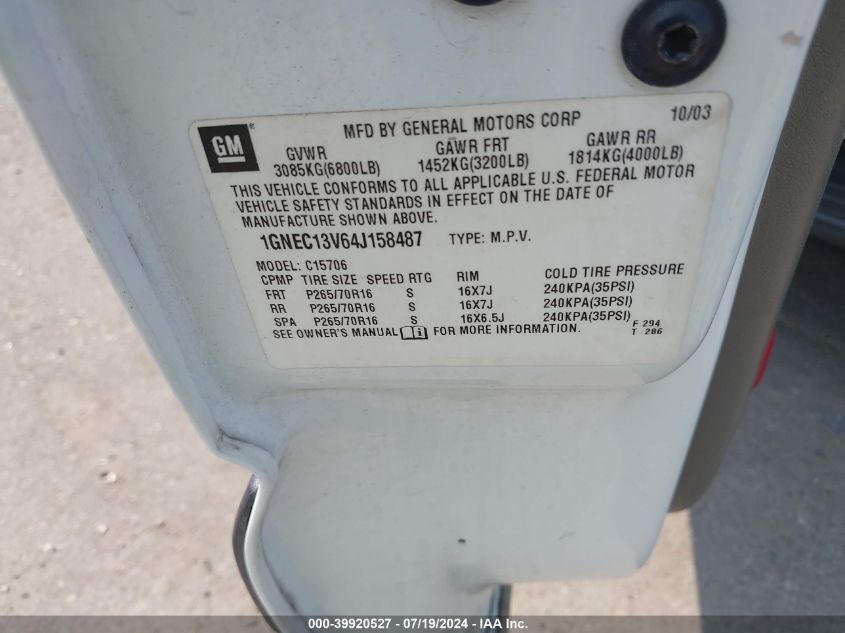 GM ®
MFD BY GENERAL MOTORS CORP 10/03
GVWR GAWR FRT GAWR RR
3085KG(6800LB) 1452KG(3200LB) 1814KG(4000LB)
THIS VEHICLE CONFORMS TO ALL APPLICABLE U.S. FEDERAL MOTOR
VEHICLE SAFETY STANDARDS IN EFFECT ON THE DATE OF
MANUFACTURE SHOWN ABOVE.
1GNEC13V64J158487 TYPE: M.P.V.
MODEL: C15706
CPMP TIRE SIZE SPEED RTG RIM COLD TIRE PRESSURE
FRT P265/70R16 S 16X7J 240KPA(35PSI)
RR P265/70R16 S 16X7J 240KPA(35PSI)
SPA P265/70R16 S 16X6.5J 240KPA(35PSI)
SEE OWNER'S MANUAL FOR MORE INFORMATION.
F 294
T 286
000-39920527 - 07/19/2024 - IAA Inc.